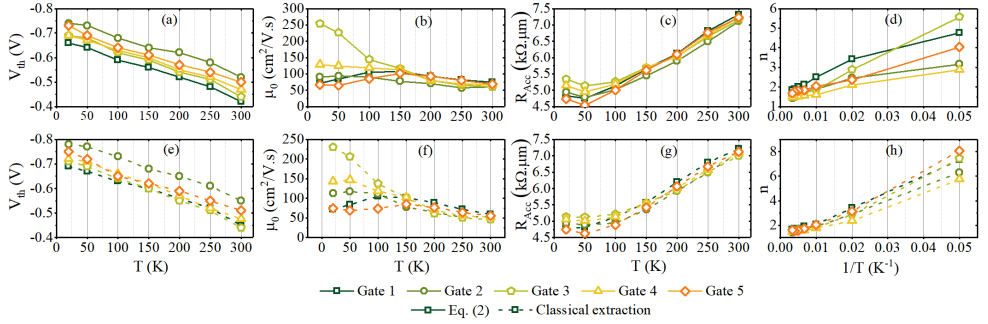 (a) (b) (c) (d)
V_th (V) -0.8 -0.7 -0.6 -0.5 -0.4
μ_0 (cm²/V.s) 300 250 200 150 100 50 0
R_Acc (kΩ.μm) 7.5 7.0 6.5 6.0 5.5 5.0 4.5
n 6 5 4 3 2 1
(e) (f) (g) (h)
V_th (V) -0.8 -0.7 -0.6 -0.5 -0.4
μ_0 (cm²/V.s) 250 200 150 100 50 0
R_Acc (kΩ.μm) 7.5 7.0 6.5 6.0 5.5 5.0 4.5
n 8 6 4 2
0 50 100 150 200 250 300
0 50 100 150 200 250 300
0 50 100 150 200 250 300
0.00 0.01 0.02 0.03 0.04 0.05
T (K) T (K) T (K) 1/T (K⁻¹)
Gate 1 Gate 2 Gate 3 Gate 4 Gate 5
Eq. (2) Classical extraction